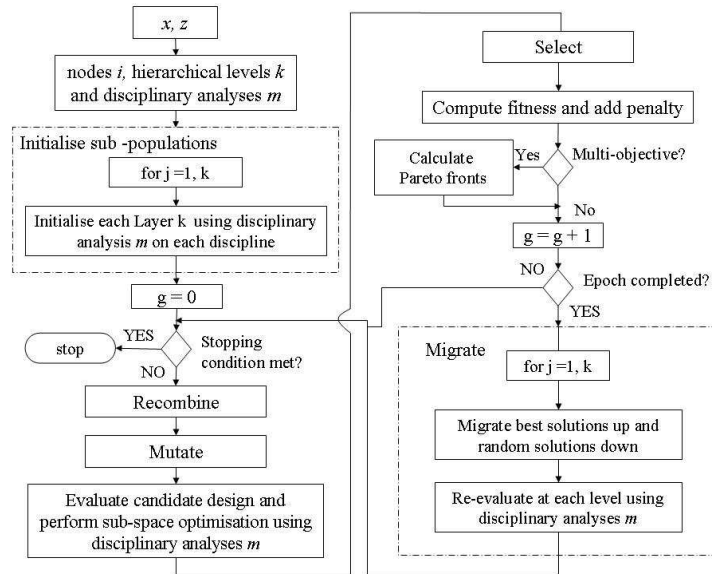 x, z
nodes i, hierarchical levels k
and disciplinary analyses m
Initialise sub -populations
for j =1, k
Initialise each Layer k using disciplinary
analysis m on each discipline
g = 0
YES
stop
Stopping
condition met?
NO
Recombine
Mutate
Evaluate candidate design and
perform sub-space optimisation using
disciplinary analyses m
Select
Compute fitness and add penalty
Yes
Multi-objective?
Calculate
Pareto fronts
No
g = g + 1
NO
Epoch completed?
YES
Migrate
for j =1, k
Migrate best solutions up and
random solutions down
Re-evaluate at each level using
disciplinary analyses m